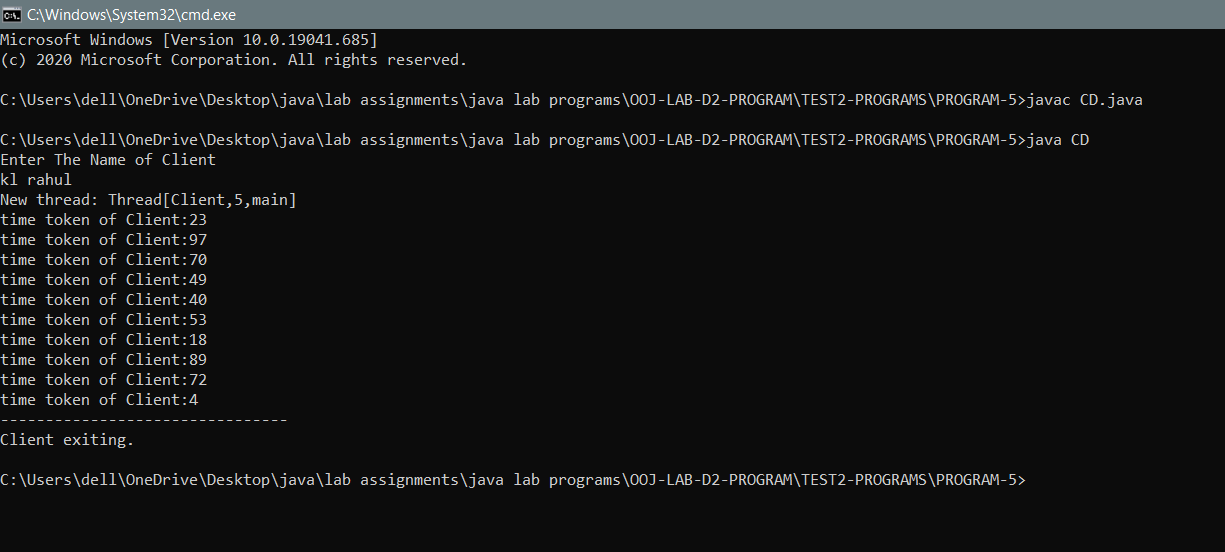 C:\Windows\System32\cmd.exe
Microsoft Windows [Version 10.0.19041.685]
(c) 2020 Microsoft Corporation. All rights reserved.
C:\Users\dell\OneDrive\Desktop\java\lab assignments\java lab programs\OOJ-LAB-D2-PROGRAM\TEST2-PROGRAMS\PROGRAM-5>javac CD.java
C:\Users\dell\OneDrive\Desktop\java\lab assignments\java lab programs\OOJ-LAB-D2-PROGRAM\TEST2-PROGRAMS\PROGRAM-5>java CD
Enter The Name of Client
kl rahul
New thread: Thread[Client,5,main]
time token of Client:23
time token of Client:97
time token of Client:70
time token of Client:49
time token of Client:40
time token of Client:53
time token of Client:18
time token of Client:89
time token of Client:72
time token of Client:4
--------------------------------
Client exiting.
C:\Users\dell\OneDrive\Desktop\java\lab assignments\java lab programs\OOJ-LAB-D2-PROGRAM\TEST2-PROGRAMS\PROGRAM-5>